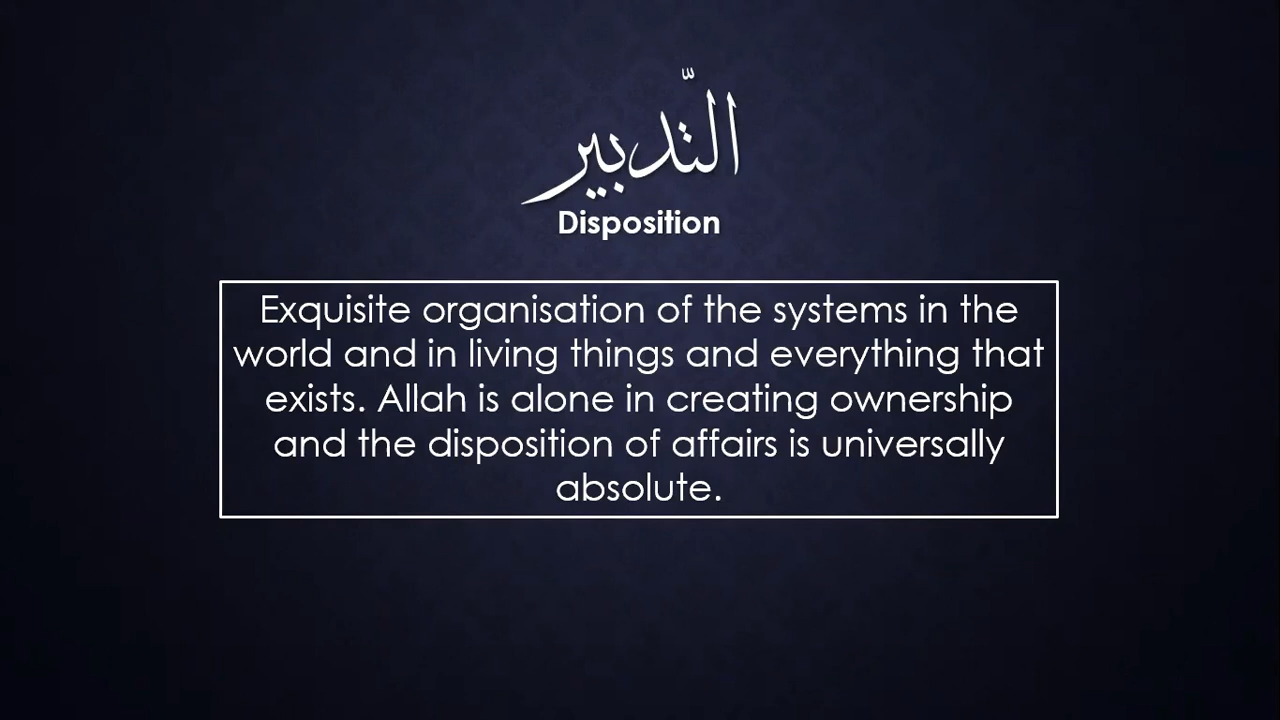 التّدبير
Disposition
Exquisite organisation of the systems in the
world and in living things and everything that
exists. Allah is alone in creating ownership
and the disposition of affairs is universally
absolute.